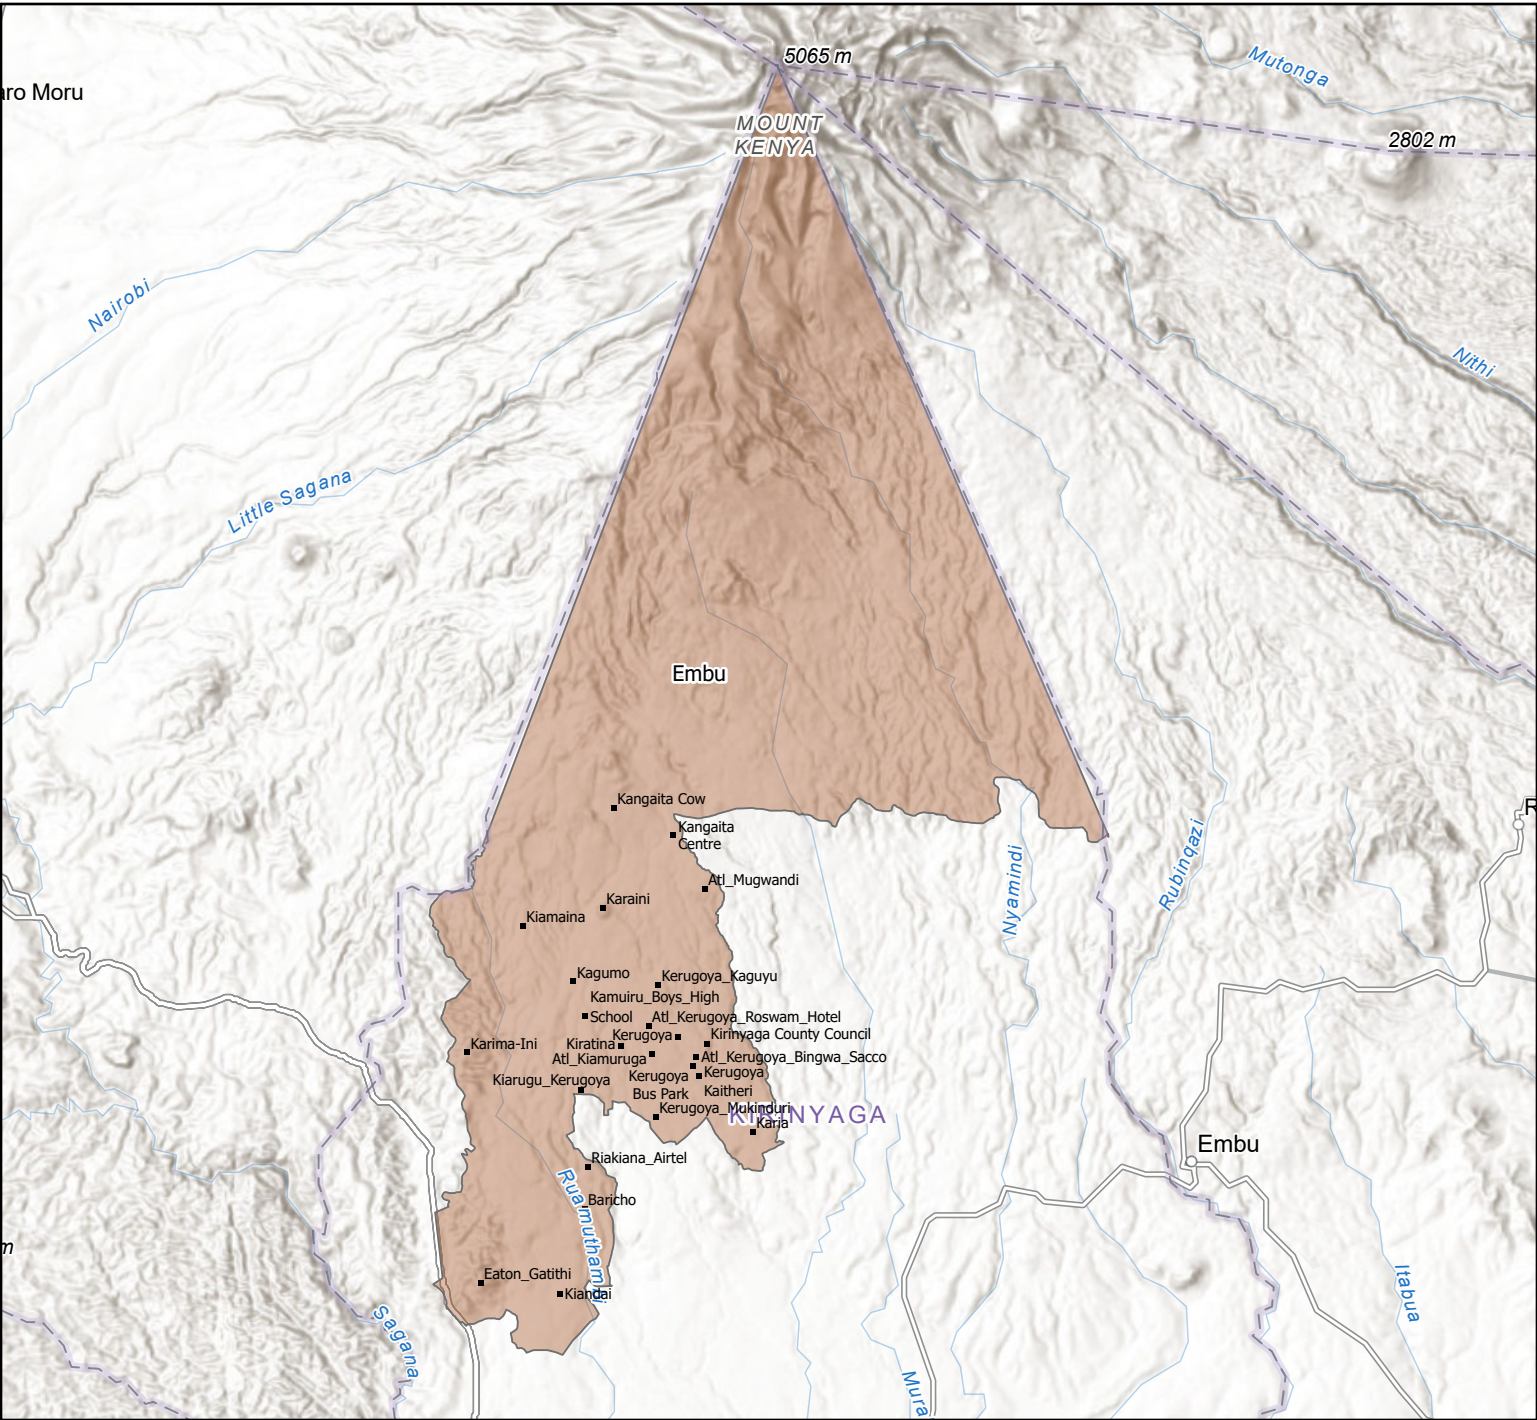 5065 m
Mutonga
aro Moru
MOUNT
KENYA
2802 m
Nairobi
Nithi
Little Sagana
Embu
Kangaita Cow
Kangaita
Centre
Nyamindi
Rubingazi
R
Atl_Mugwandi
Karaini
Kiamaina
Kagumo
Kerugoya_Kaguyu
Kamuiru_Boys_High
School
Atl_Kerugoya_Roswam_Hotel
Kerugoya
Kirinyaga County Council
Karima-Ini
Kiratina
Atl_Kiamuruga
Atl_Kerugoya_Bingwa_Sacco
Kiarugu_Kerugoya
Kerugoya
Bus Park
Kerugoya
Kaitheri
Kerugoya_Mukinduri
KIRINYAGA
Karia
Embu
Riakiana_Airtel
Baricho
Ruamuthambi
m
Eaton_Gatithi
Kiandai
Sagana
Itabua
Mura